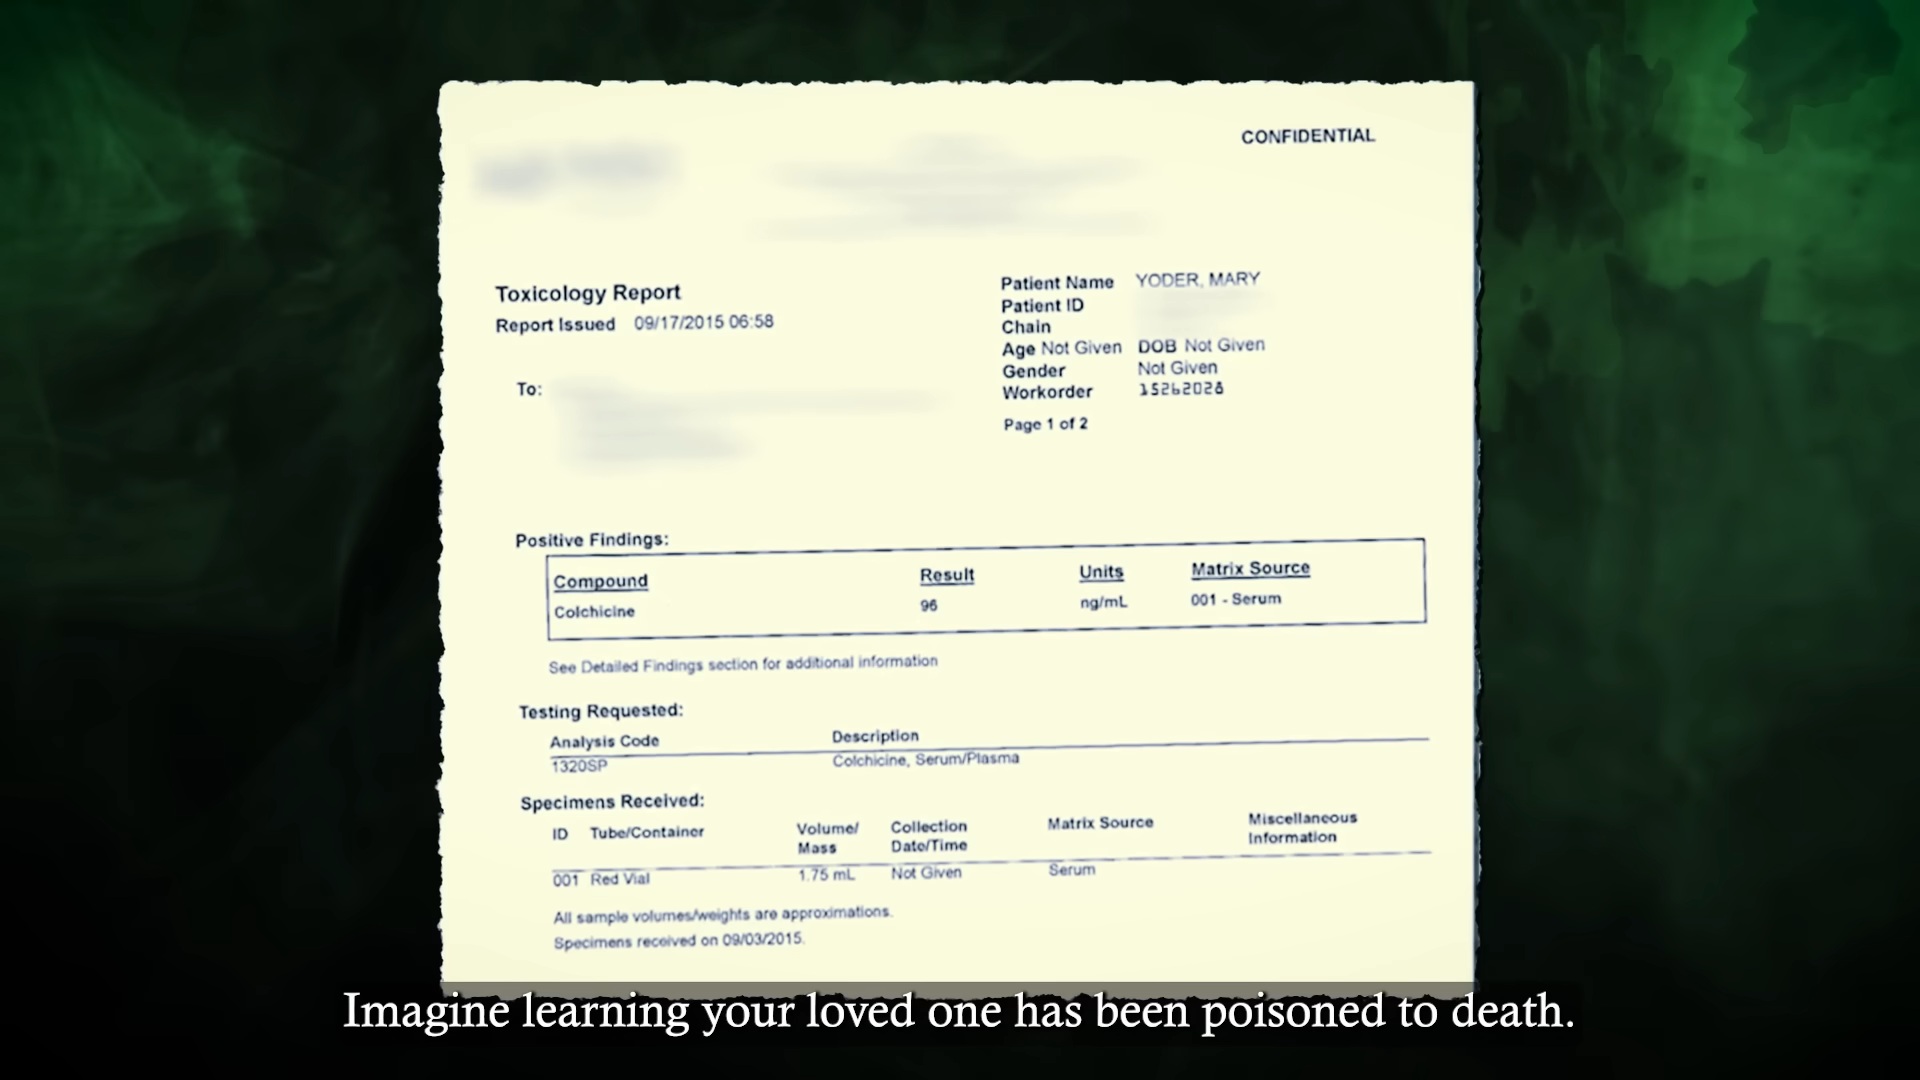 CONFIDENTIAL
Toxicology Report
Report Issued 09/17/2015 06:58
To:
Patient Name YODER, MARY
Patient ID
Chain
Age Not Given DOB Not Given
Gender Not Given
Workorder 15262028
Page 1 of 2
Positive Findings:
Compound Result Units Matrix Source
Colchicine 96 ng/mL 001 - Serum
See Detailed Findings section for additional information
Testing Requested:
Analysis Code Description
1320SP Colchicine, Serum/Plasma
Specimens Received:
ID Tube/Container Volume/ Collection Matrix Source Miscellaneous
Mass Date/Time Information
001 Red Vial 1.75 mL Not Given Serum
All sample volumes/weights are approximations.
Specimens received on 09/03/2015.
Imagine learning your loved one has been poisoned to death.